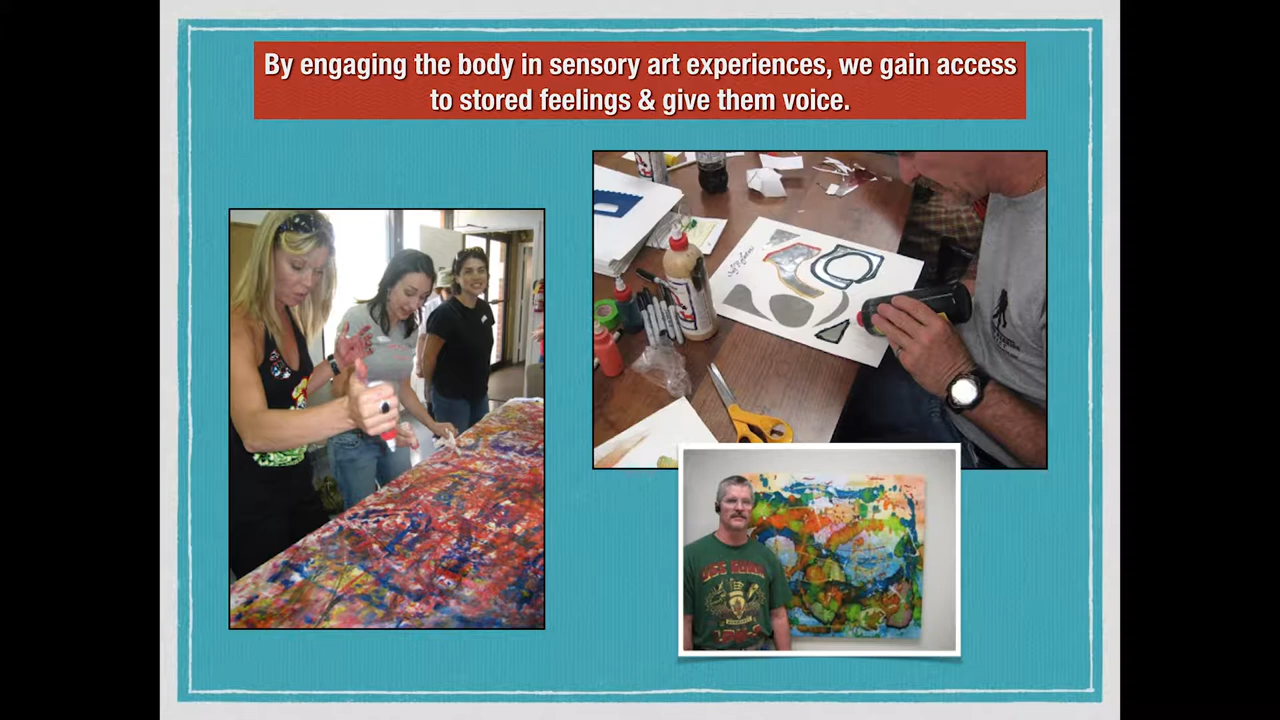 By engaging the body in sensory art experiences, we gain access
to stored feelings & give them voice.